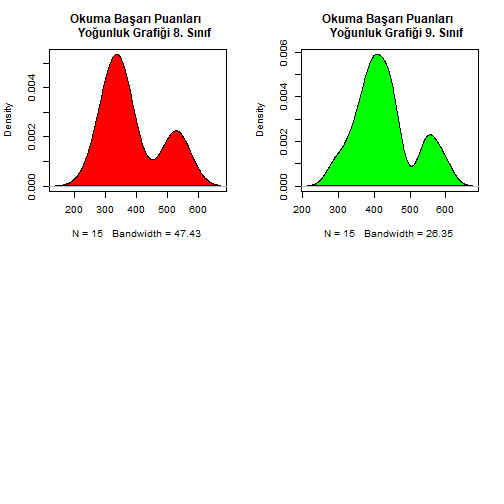 Okuma Başarı Puanları
Yoğunluk Grafiği 8. Sınıf
Density
0.000
0.002
0.004
200 300 400 500 600
N = 15 Bandwidth = 47.43
Okuma Başarı Puanları
Yoğunluk Grafiği 9. Sınıf
Density
0.000
0.002
0.004
0.006
200 300 400 500 600
N = 15 Bandwidth = 26.35